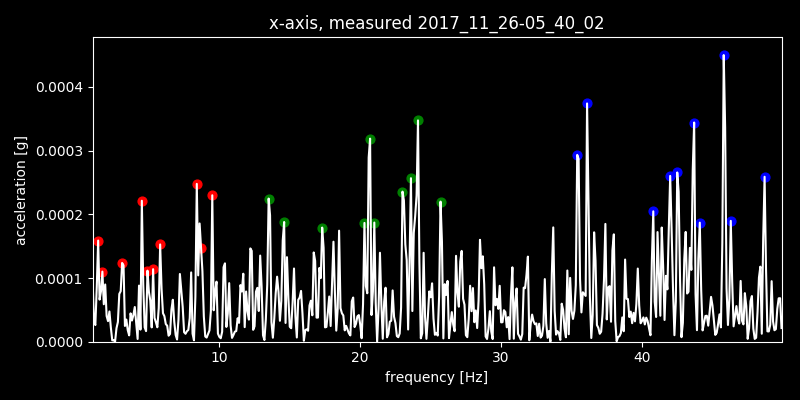 x-axis, measured 2017_11_26-05_40_02
0.0004
0.0003
0.0002
0.0001
0.0000
acceleration [g]
10 20 30 40
frequency [Hz]